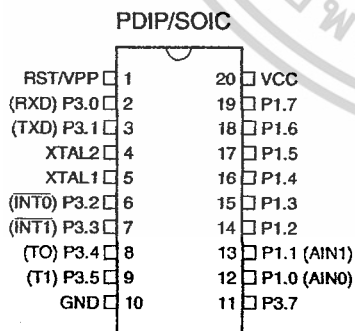 PDIP/SOIC
RST/VPP 1 20 VCC
(RXD) P3.0 2 19 P1.7
(TXD) P3.1 3 18 P1.6
XTAL2 4 17 P1.5
XTAL1 5 16 P1.4
(INT0) P3.2 6 15 P1.3
(INT1) P3.3 7 14 P1.2
(TO) P3.4 8 13 P1.1 (AIN1)
(T1) P3.5 9 12 P1.0 (AIN0)
GND 10 11 P3.7